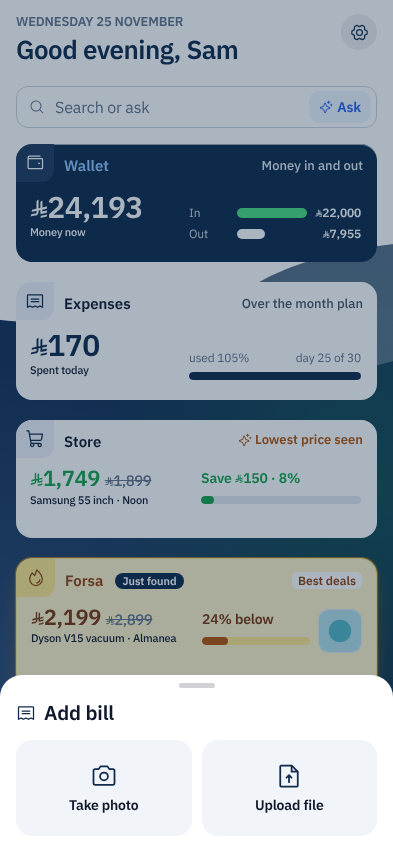 WEDNESDAY 25 NOVEMBER
Good evening, Sam
Search or ask
Ask
Wallet
Money in and out
⃁24,193
Money now
In ⃁22,000
Out ⃁7,955
Expenses
Over the month plan
⃁170
Spent today
used 105%
day 25 of 30
Store
Lowest price seen
⃁1,749 ⃁1,899
Samsung 55 inch · Noon
Save ⃁150 · 8%
Forsa
Just found
Best deals
⃁2,199 ⃁2,899
Dyson V15 vacuum · Almanea
24% below
Add bill
Take photo
Upload file